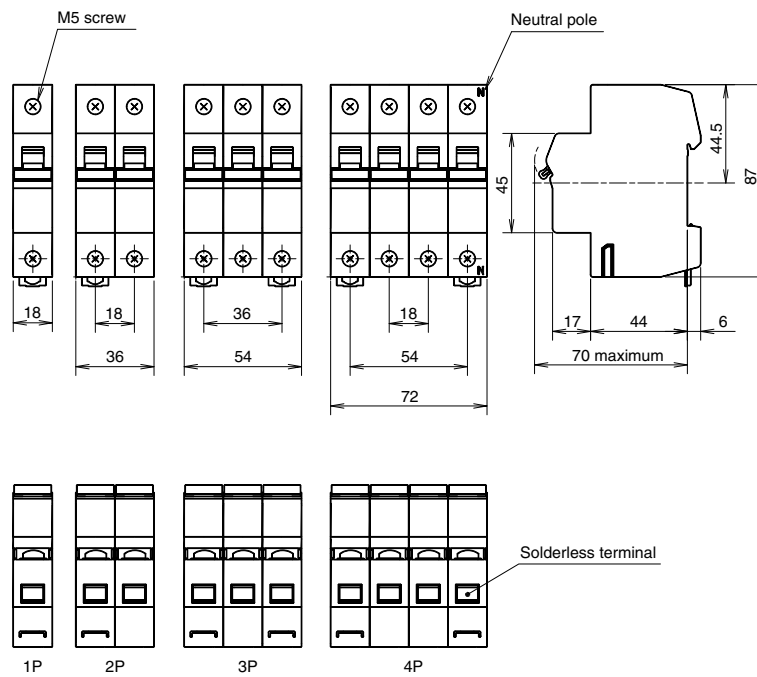 M5 screw
Neutral pole
N
44.5
45
87
N
18
18
36
18
17
44
6
36
54
54
70 maximum
72
Solderless terminal
1P
2P
3P
4P